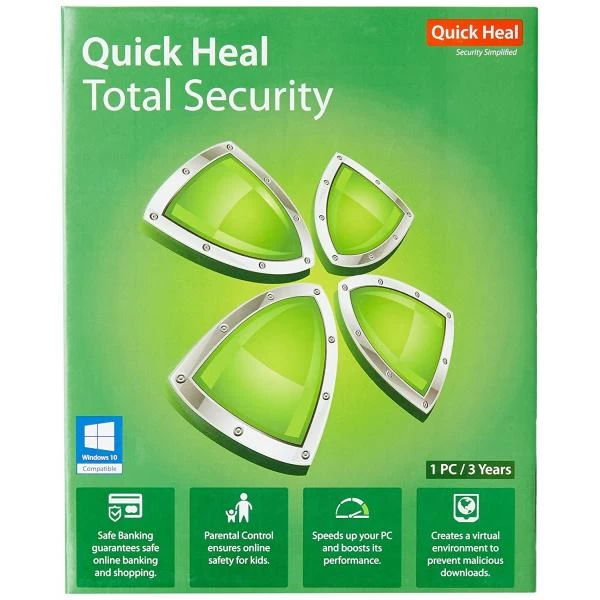 Quick Heal
Security Simplified
Quick Heal
Total Security
Windows 10
Compatible
1 PC / 3 Years
Safe Banking
guarantees safe
online banking
and shopping.
Parental Control
ensures online
safety for kids.
Speeds up your PC
and boosts its
performance.
Creates a virtual
environment to
prevent malicious
downloads.